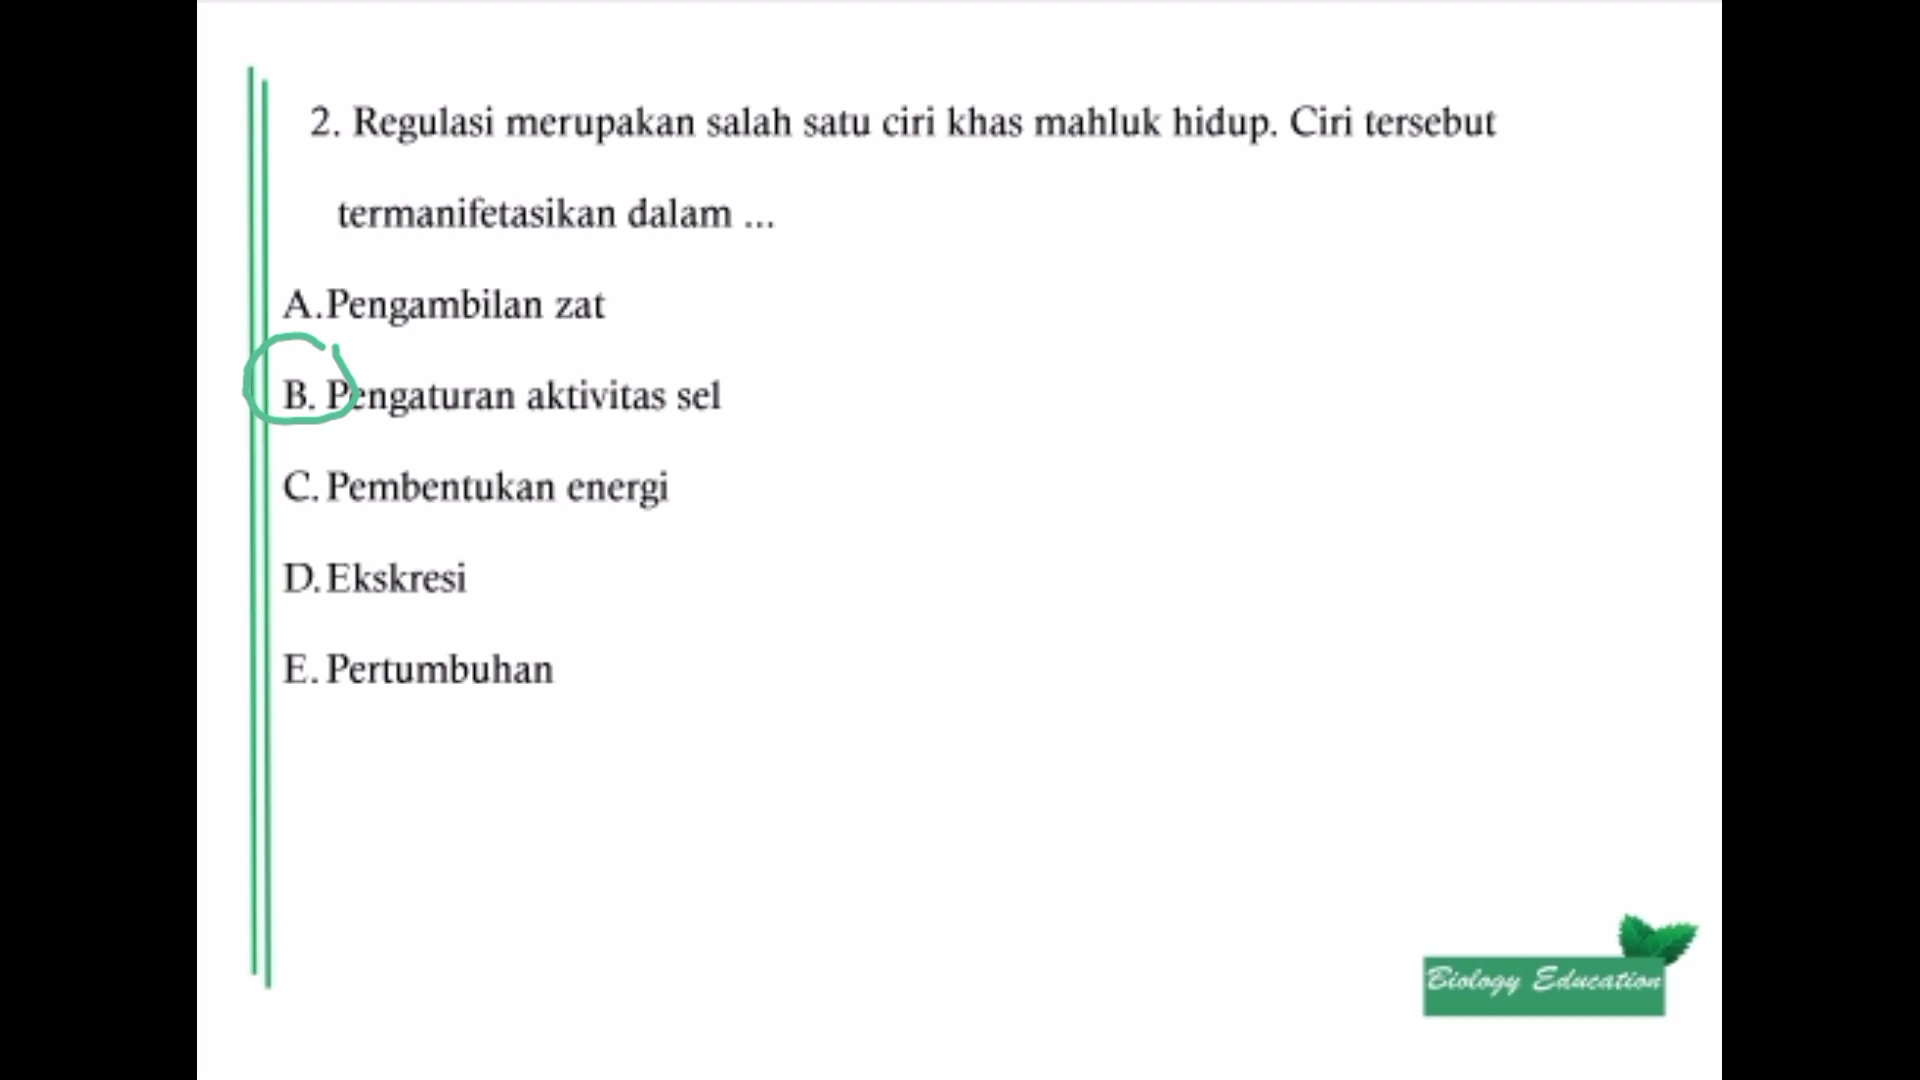 2. Regulasi merupakan salah satu ciri khas mahluk hidup. Ciri tersebut
termanifetasikan dalam ...
A.Pengambilan zat
B. Pengaturan aktivitas sel
C. Pembentukan energi
D. Ekskresi
E. Pertumbuhan
Biology Education